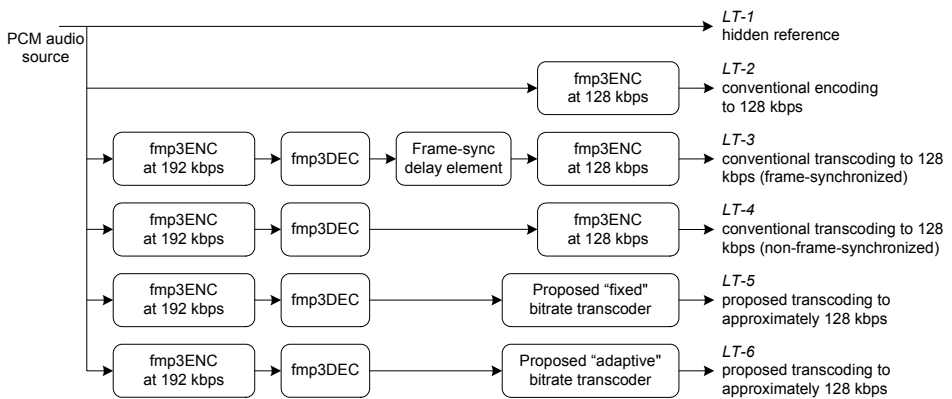 PCM audio
source
LT-1
hidden reference
fmp3ENC
at 128 kbps
LT-2
conventional encoding
to 128 kbps
fmp3ENC
at 192 kbps
fmp3DEC
Frame-sync
delay element
fmp3ENC
at 128 kbps
LT-3
conventional transcoding to 128
kbps (frame-synchronized)
fmp3ENC
at 192 kbps
fmp3DEC
fmp3ENC
at 128 kbps
LT-4
conventional transcoding to 128
kbps (non-frame-synchronized)
fmp3ENC
at 192 kbps
fmp3DEC
Proposed “fixed"
bitrate transcoder
LT-5
proposed transcoding to
approximately 128 kbps
fmp3ENC
at 192 kbps
fmp3DEC
Proposed “adaptive"
bitrate transcoder
LT-6
proposed transcoding to
approximately 128 kbps